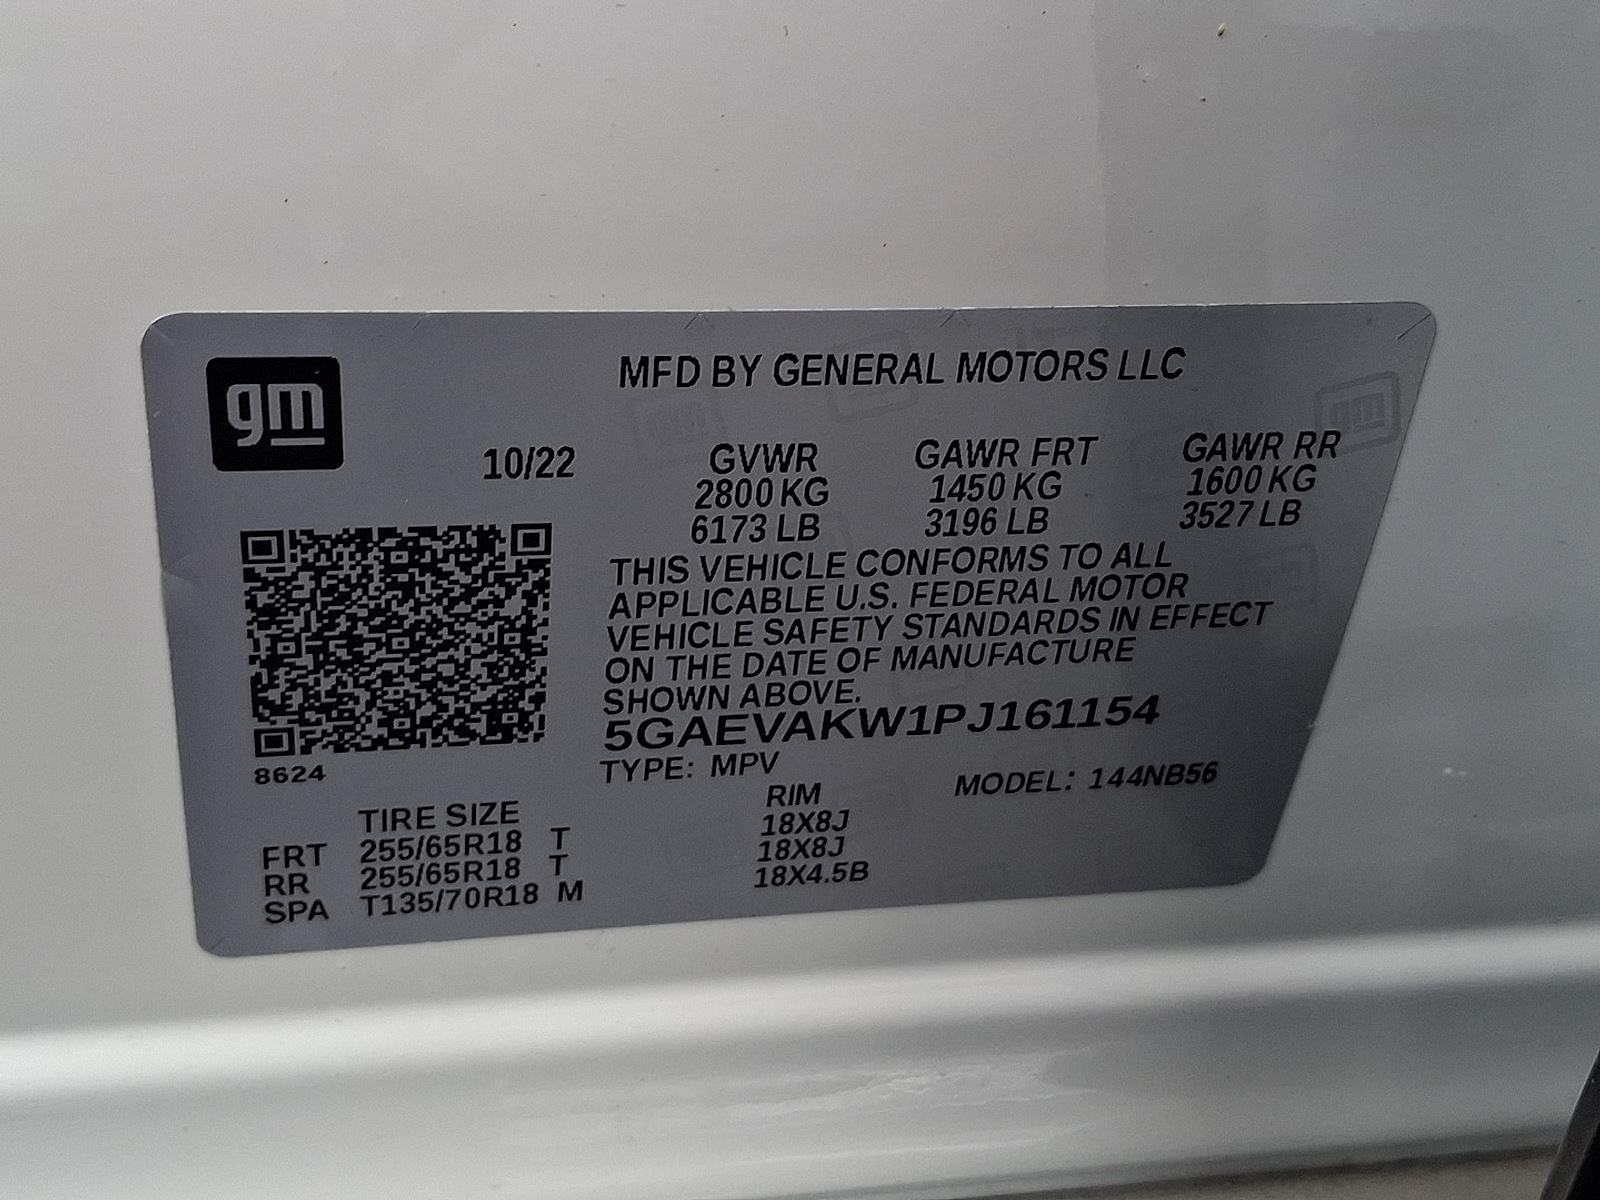 gm
MFD BY GENERAL MOTORS LLC
10/22 GVWR GAWR FRT GAWR RR
2800 KG 1450 KG 1600 KG
6173 LB 3196 LB 3527 LB
THIS VEHICLE CONFORMS TO ALL
APPLICABLE U.S. FEDERAL MOTOR
VEHICLE SAFETY STANDARDS IN EFFECT
ON THE DATE OF MANUFACTURE
SHOWN ABOVE.
5GAEVAKW1PJ161154
8624 TYPE: MPV MODEL: 144NB56
TIRE SIZE RIM
FRT 255/65R18 T 18X8J
RR 255/65R18 T 18X8J
SPA T135/70R18 M 18X4.5B